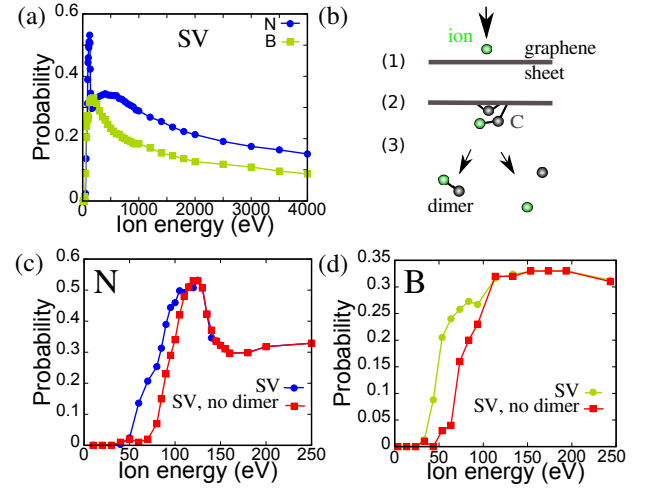 (a)
Probability
0.6
0.4
0.2
0
SV
N
B
0 1000 2000 3000 4000
Ion energy (eV)
(b)
ion
graphene
sheet
(1)
(2)
C
(3)
dimer
(c)
Probability
0.6
0.5
0.4
0.3
0.2
0.1
0
N
SV
SV, no dimer
0 50 100 150 200 250
Ion energy (eV)
(d)
Probability
0.35
0.3
0.25
0.2
0.15
0.1
0.05
0
B
SV
SV, no dimer
0 50 100 150 200 250
Ion energy (eV)